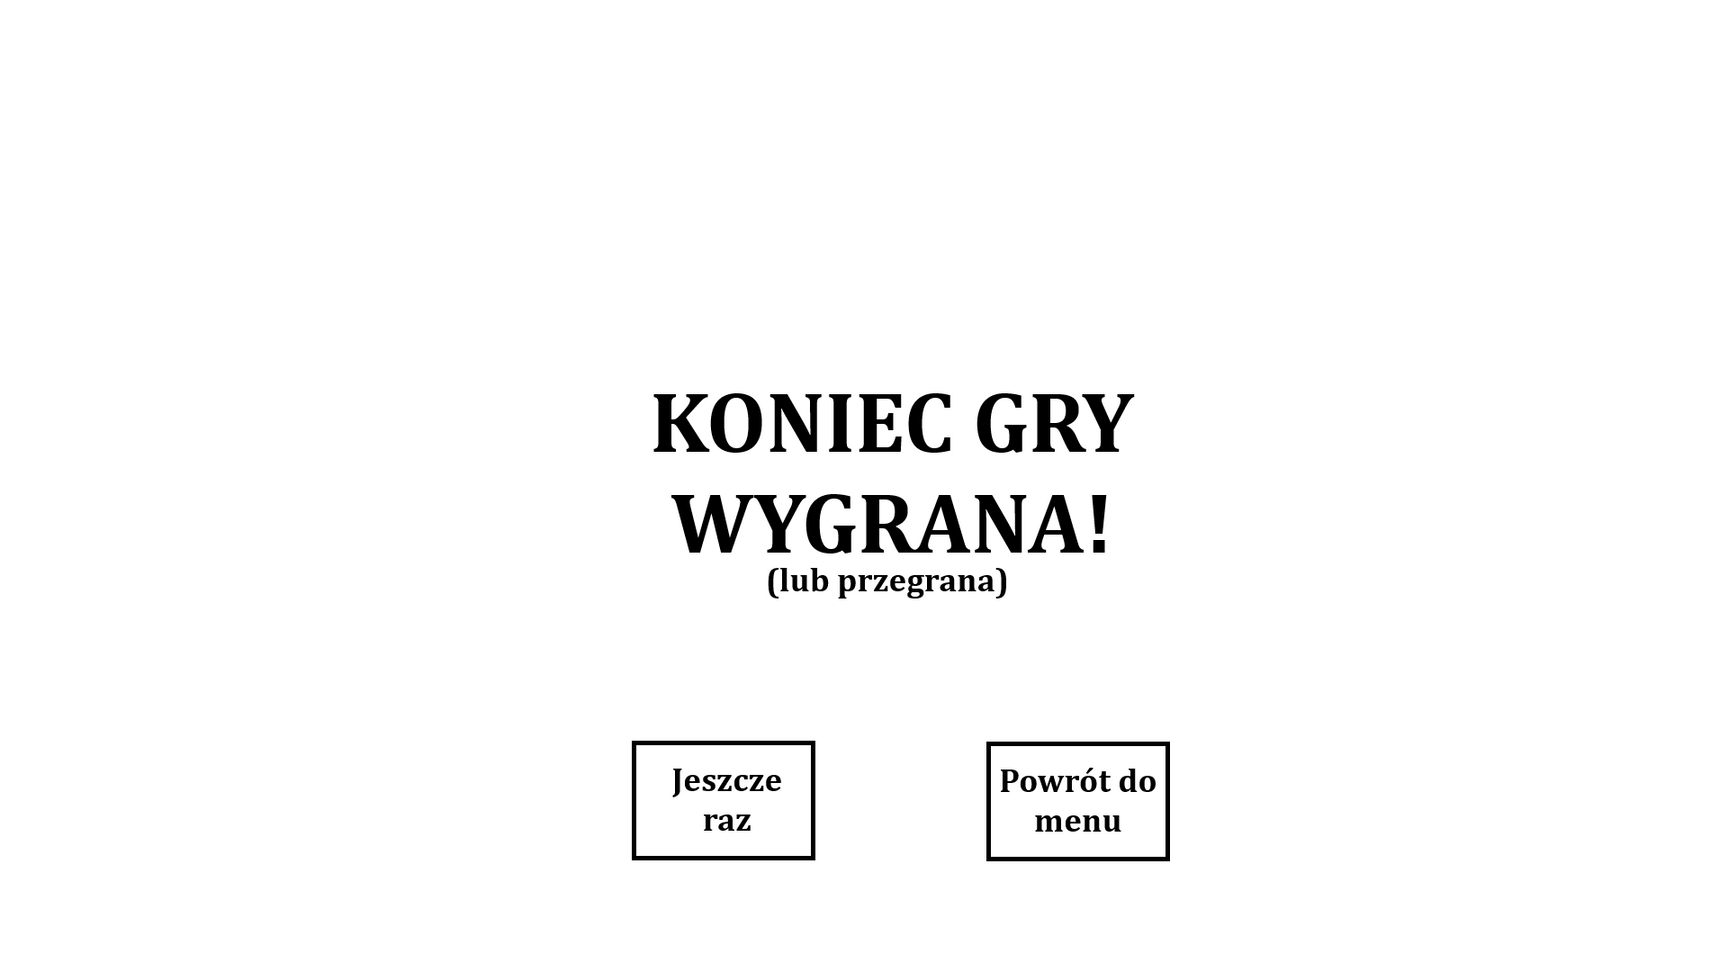 KONIEC GRY
WYGRANA!
(lub przegrana)
Jeszcze
raz
Powrót do
menu